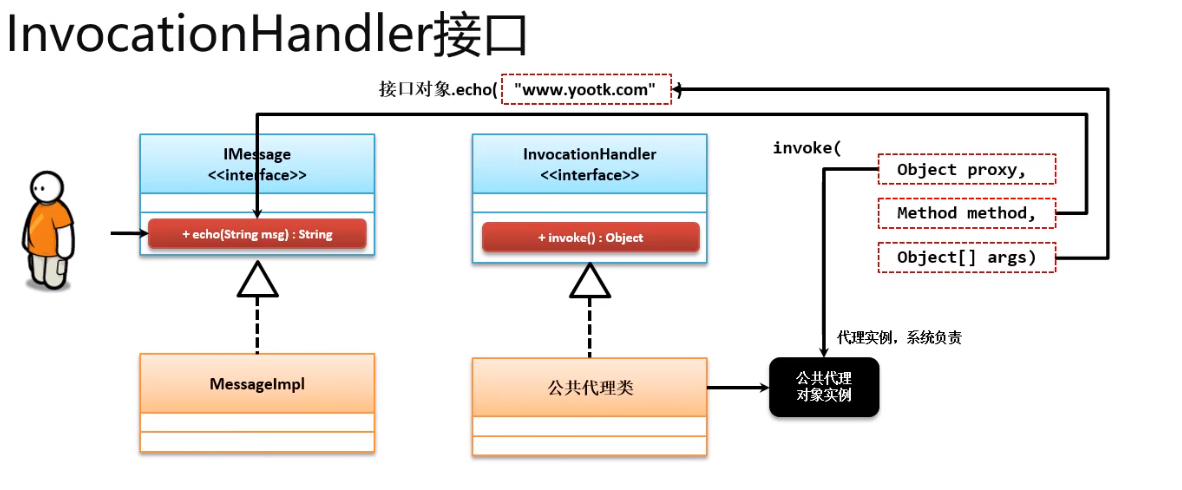 InvocationHandler接口
接口对象.echo( "www.yootk.com" )
IMessage
<<interface>>
+ echo(String msg) : String
InvocationHandler
<<interface>>
+ invoke() : Object
invoke(
Object proxy,
Method method,
Object[] args)
代理实例，系统负责
MessageImpl
公共代理类
公共代理
对象实例